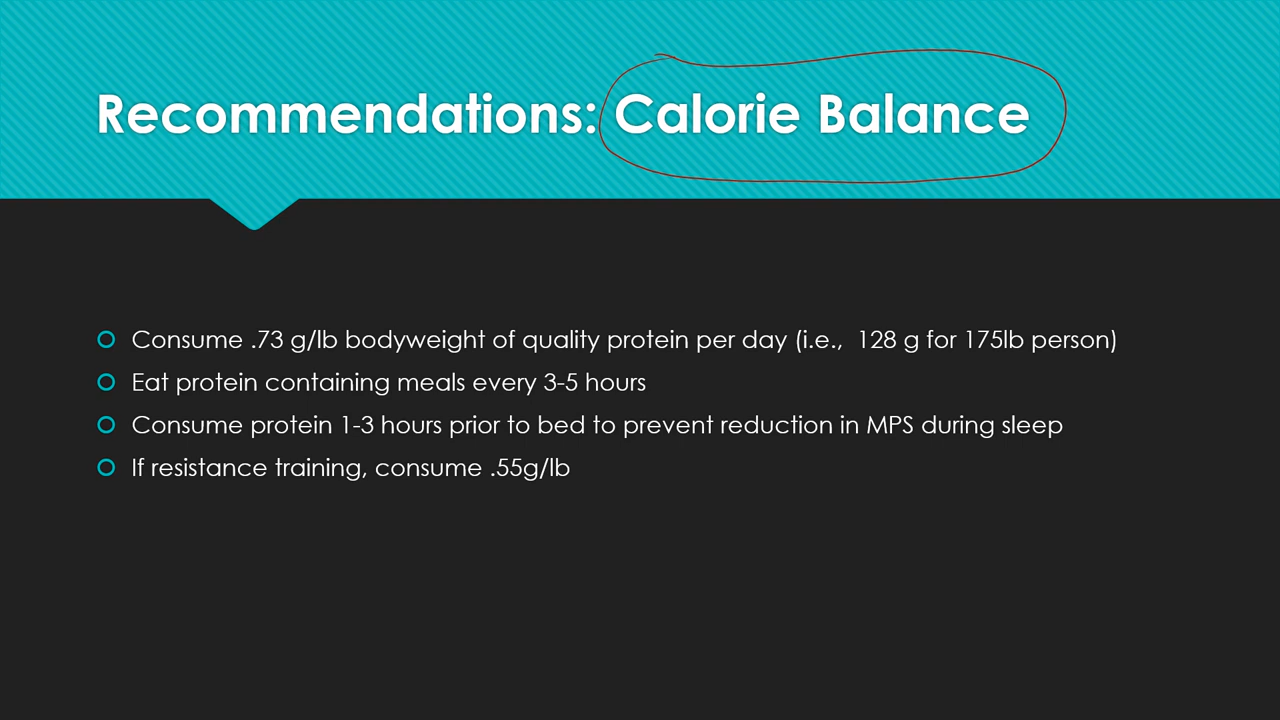 Recommendations: Calorie Balance
Consume .73 g/lb bodyweight of quality protein per day (i.e.,  128 g for 175lb person)
Eat protein containing meals every 3-5 hours
Consume protein 1-3 hours prior to bed to prevent reduction in MPS during sleep
If resistance training, consume .55g/lb